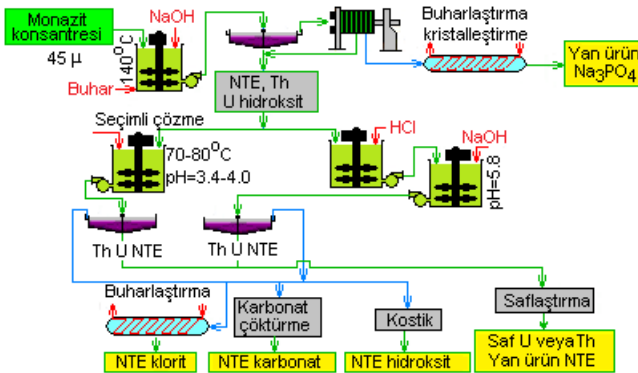 Monazit
konsantresi
45 µ
NaOH
140°C
Buhar
Buharlaştırma
kristalleştirme
Yan ürün
Na3PO4
NTE, Th
U hidroksit
Seçimli çözme
70-80°C
pH=3.4-4.0
HCl
NaOH
pH=5.8
Th U NTE
Th U NTE
Buharlaştırma
Karbonat
çöktürme
Kostik
Saflaştırma
NTE klorit
NTE karbonat
NTE hidroksit
Saf U veya Th
Yan ürün NTE